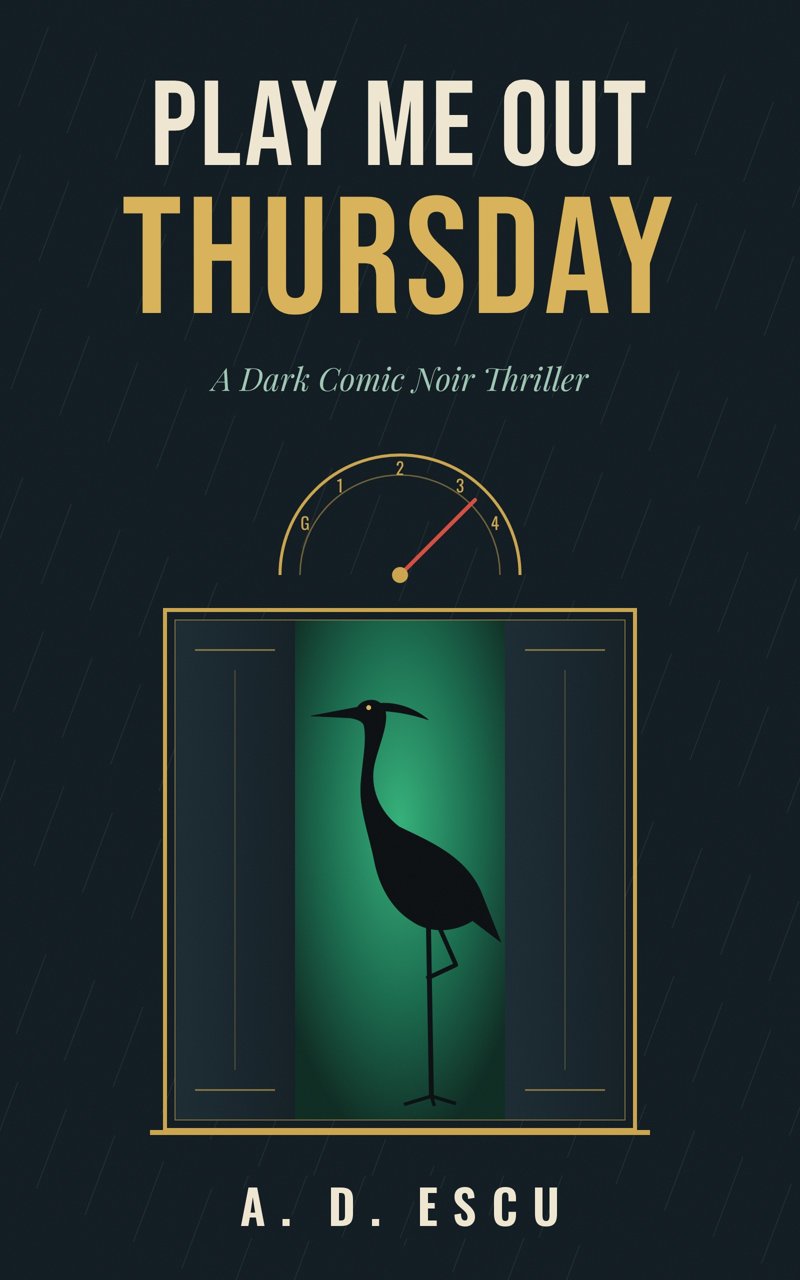 PLAY ME OUT
THURSDAY
A Dark Comic Noir Thriller
G 1 2 3 4
A. D. ESCU